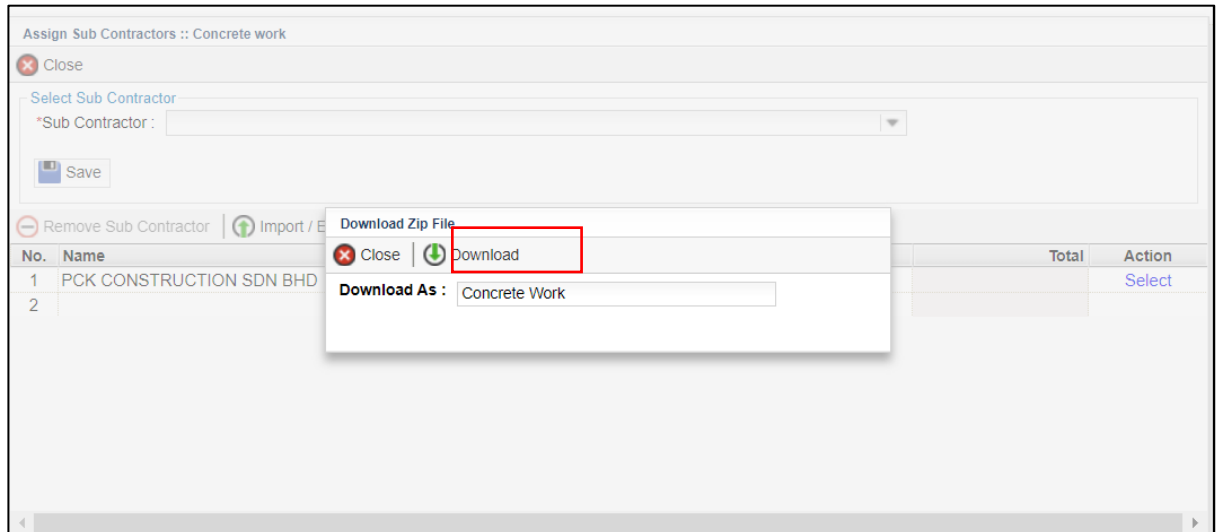 Assign Sub Contractors :: Concrete work
Close
Select Sub Contractor
*Sub Contractor :
Save
Remove Sub Contractor Import / E
Download Zip File
Close Download
Download As : Concrete Work
No. Name Total Action
1 PCK CONSTRUCTION SDN BHD Select
2